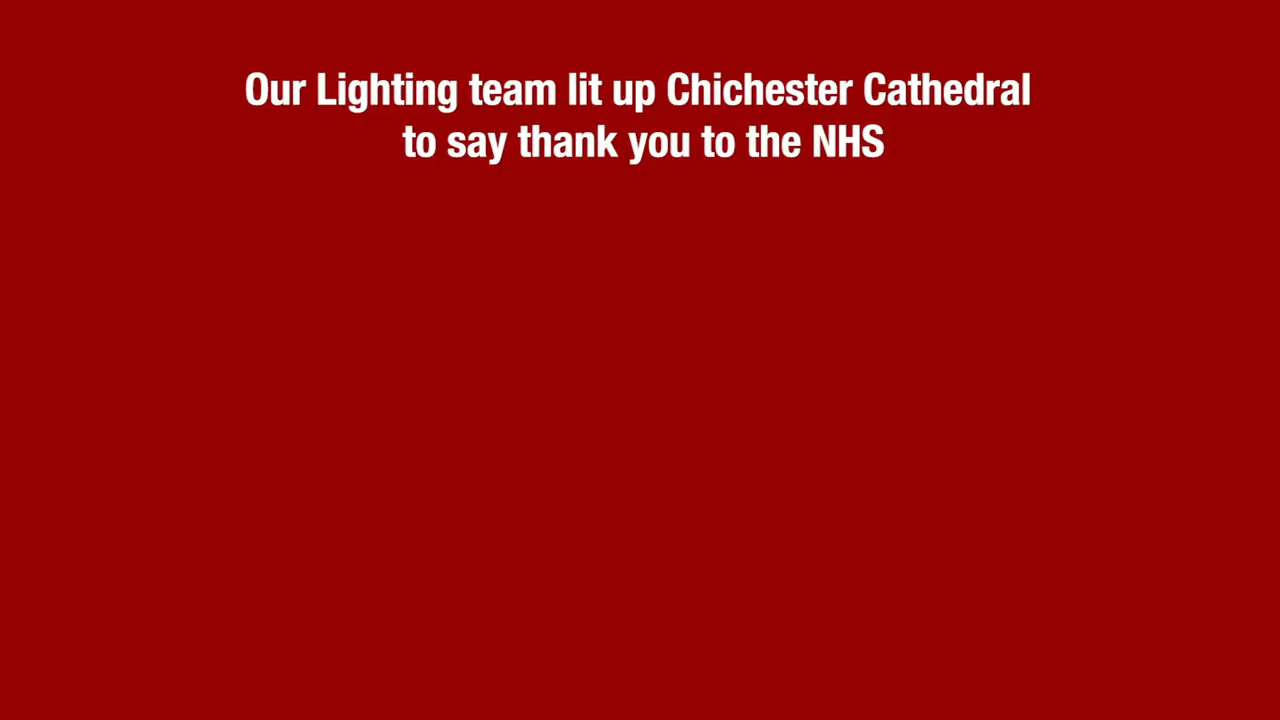 Our Lighting team lit up Chichester Cathedral
to say thank you to the NHS